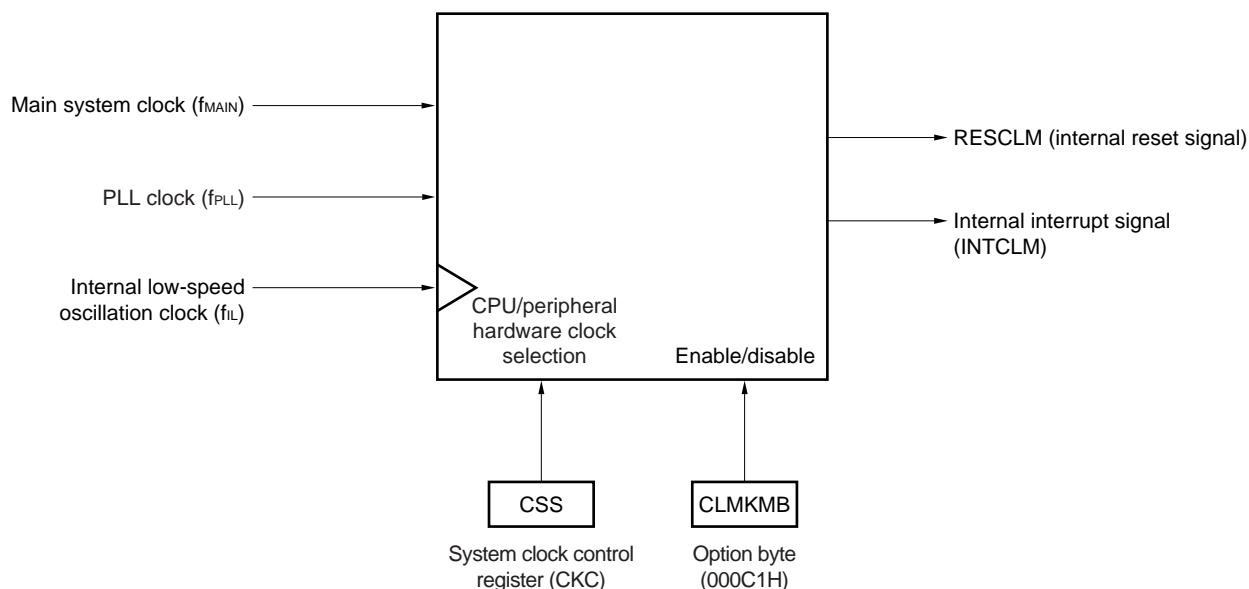 Main system clock (fMAIN)
PLL clock (fPLL)
Internal low-speed
oscillation clock (fIL)
CPU/peripheral
hardware clock
selection
Enable/disable
RESCLM (internal reset signal)
Internal interrupt signal
(INTCLM)
CSS
CLMKMB
System clock control
register (CKC)
Option byte
(000C1H)